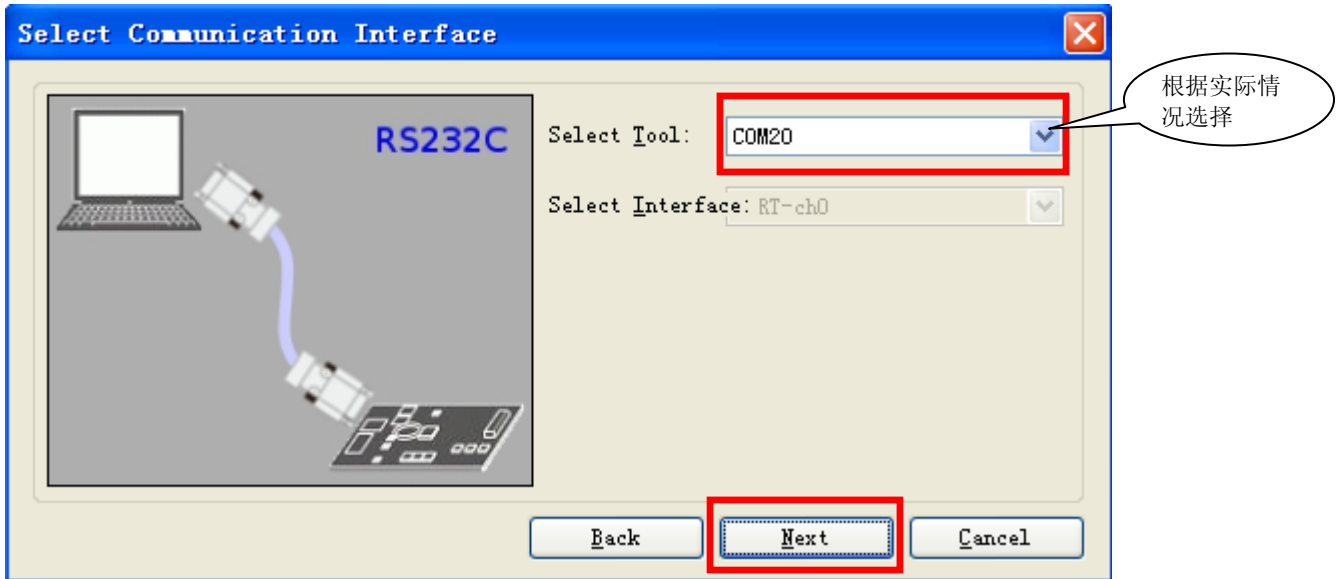 Select Communication Interface
RS232C
Select Tool:
COM20
根据实际情
况选择
Select Interface:
RT-ch0
Back
Next
Cancel